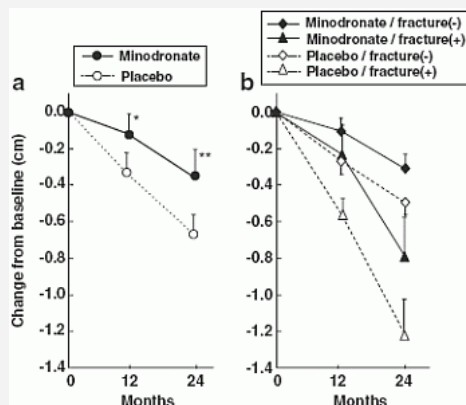 Minodronate
Placebo
Minodronate / fracture(-)
Minodronate / fracture(+)
Placebo / fracture(-)
Placebo / fracture(+)
a
b
Change from baseline (cm)
0.0
-0.2
-0.4
-0.6
-0.8
-1.0
-1.2
-1.4
*
**
0
12
24
Months
0.0
-0.2
-0.4
-0.6
-0.8
-1.0
-1.2
-1.4
0
12
24
Months